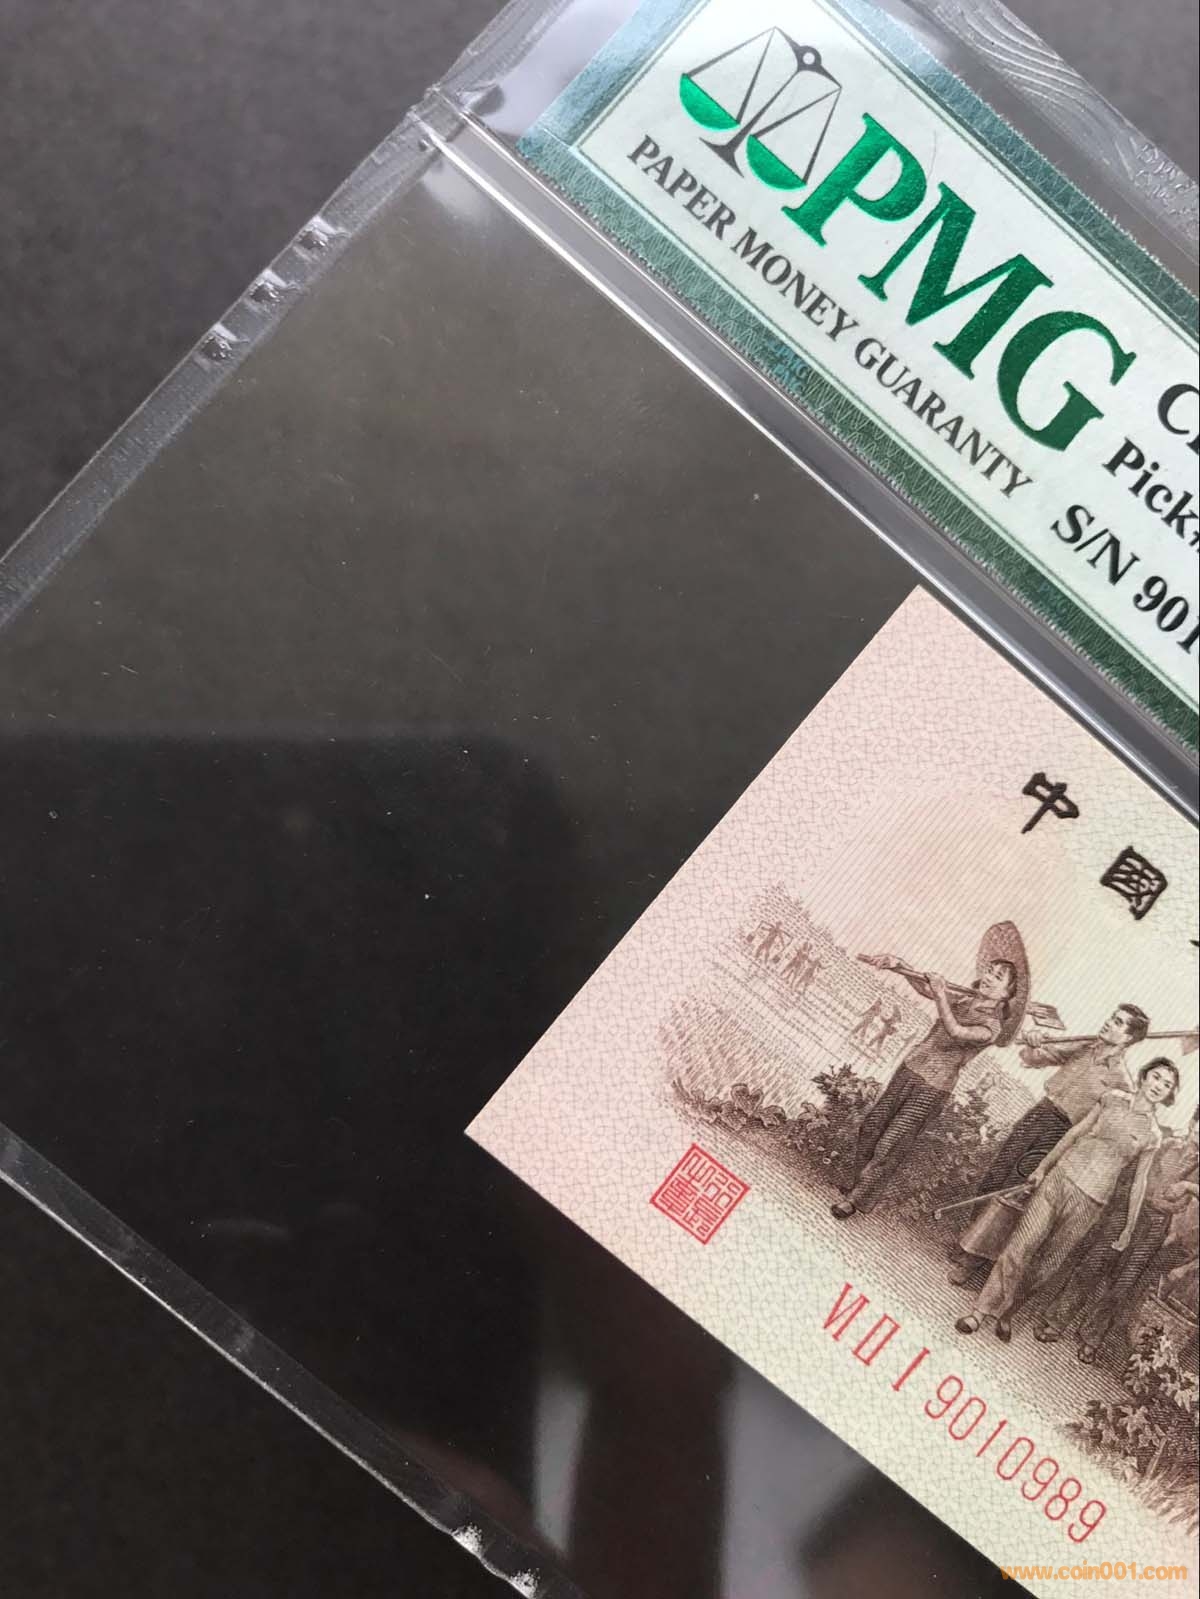 PMG
PAPER MONEY GUARANTY
Pick#
S/N 901
中國
VI II I 9010989
www.coin001.com